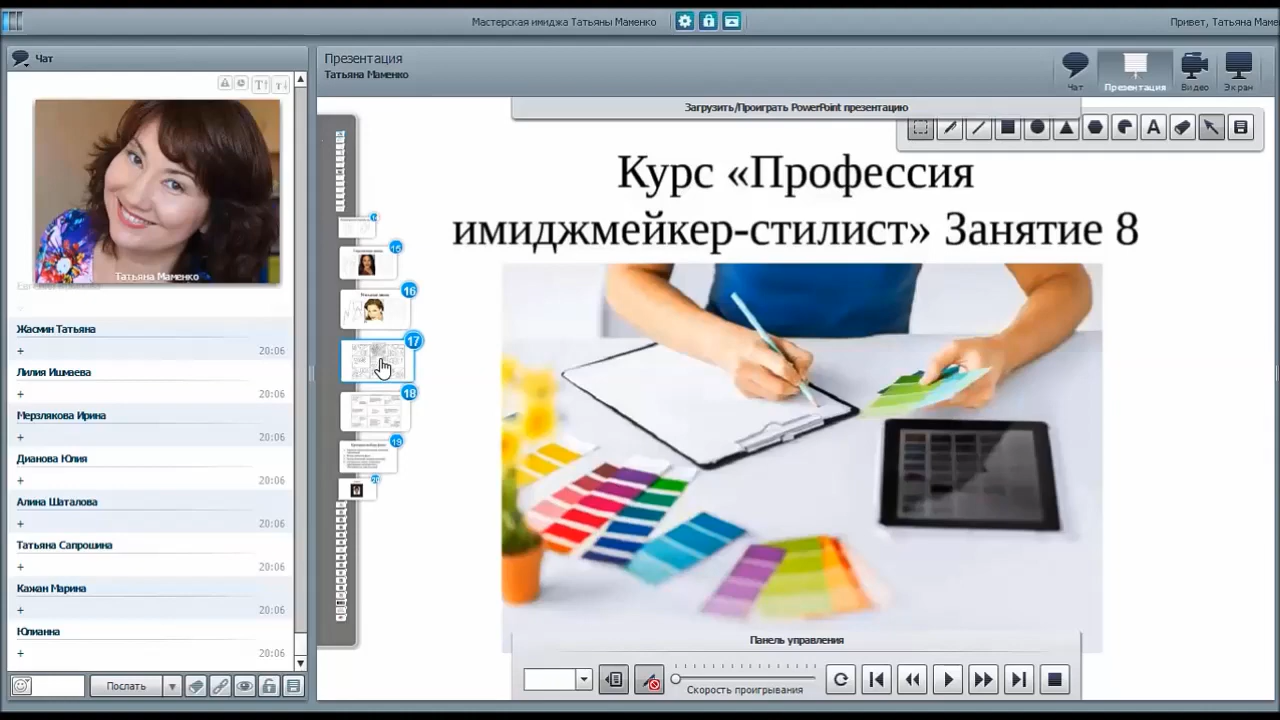 Мастерская имиджа Татьяны Маменко
Привет, Татьяна Маме
Чат
Презентация
Татьяна Маменко
Чат
Презентация
Видео
Экран
Загрузить/Проиграть PowerPoint презентацию
A
Татьяна Маменко
Жасмин Татьяна
+ 20:06
Лилия Ишмаева
+ 20:06
Мерзлякова Ирина
+ 20:06
Дианова Юлия
+ 20:06
Алина Шаталова
+ 20:06
Татьяна Сапрошина
+ 20:06
Кажан Марина
+ 20:06
Юлианна
+ 20:06
Послать
15
16
17
18
19
20
Курс «Профессия
имиджмейкер-стилист» Занятие 8
Панель управления
Скорость проигрывания